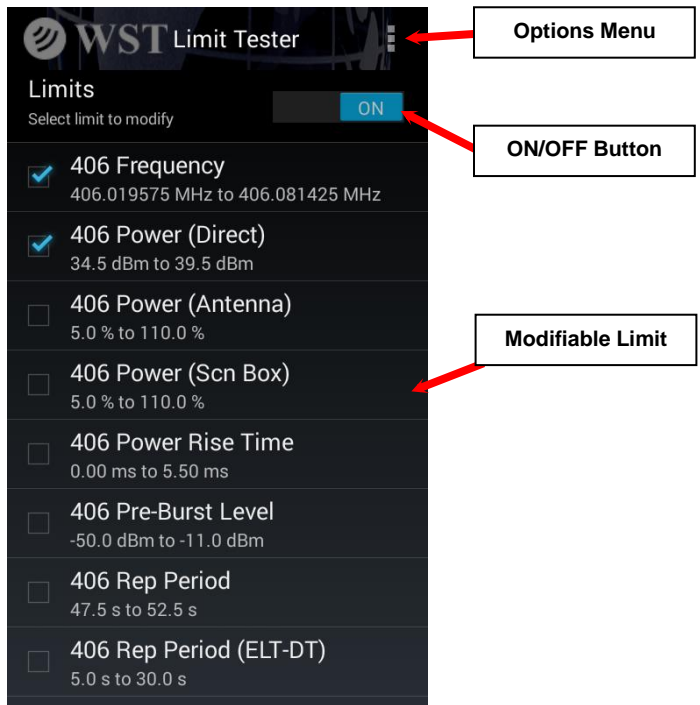 WST Limit Tester
Options Menu
Limits
Select limit to modify
ON
ON/OFF Button
406 Frequency
406.019575 MHz to 406.081425 MHz
406 Power (Direct)
34.5 dBm to 39.5 dBm
406 Power (Antenna)
5.0 % to 110.0 %
Modifiable Limit
406 Power (Scn Box)
5.0 % to 110.0 %
406 Power Rise Time
0.00 ms to 5.50 ms
406 Pre-Burst Level
-50.0 dBm to -11.0 dBm
406 Rep Period
47.5 s to 52.5 s
406 Rep Period (ELT-DT)
5.0 s to 30.0 s